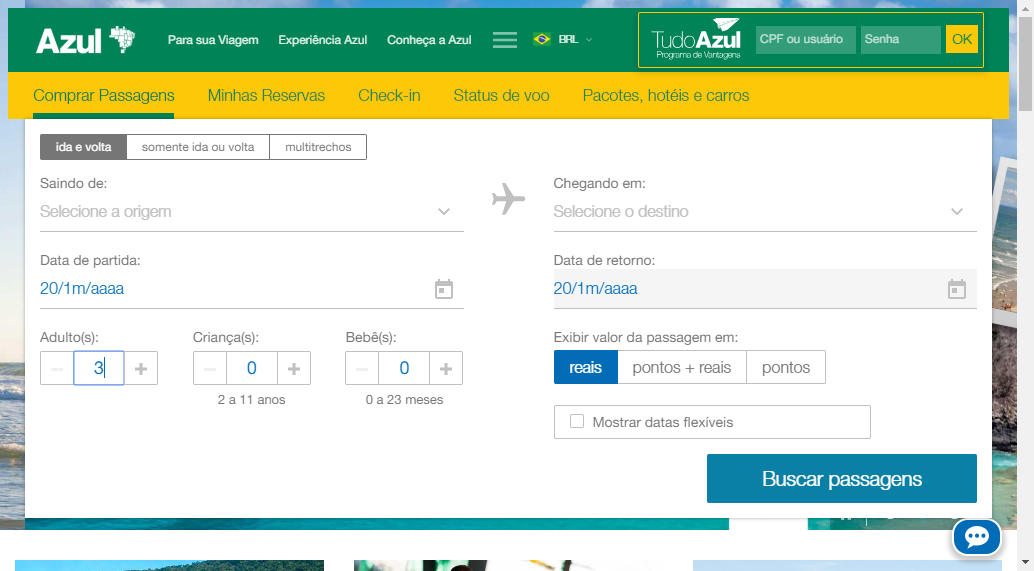 Azul
Para sua Viagem
Experiência Azul
Conheça a Azul
BRL
TudoAzul
Programa de Vantagens
CPF ou usuário
Senha
OK
Comprar Passagens
Minhas Reservas
Check-in
Status de voo
Pacotes, hotéis e carros
ida e volta
somente ida ou volta
multitrechos
Saindo de:
Chegando em:
Selecione a origem
Selecione o destino
Data de partida:
Data de retorno:
20/1m/aaaa
20/1m/aaaa
Adulto(s):
Criança(s):
Bebê(s):
Exibir valor da passagem em:
− 3 +
− 0 +
− 0 +
reais
pontos + reais
pontos
2 a 11 anos
0 a 23 meses
Mostrar datas flexíveis
Buscar passagens